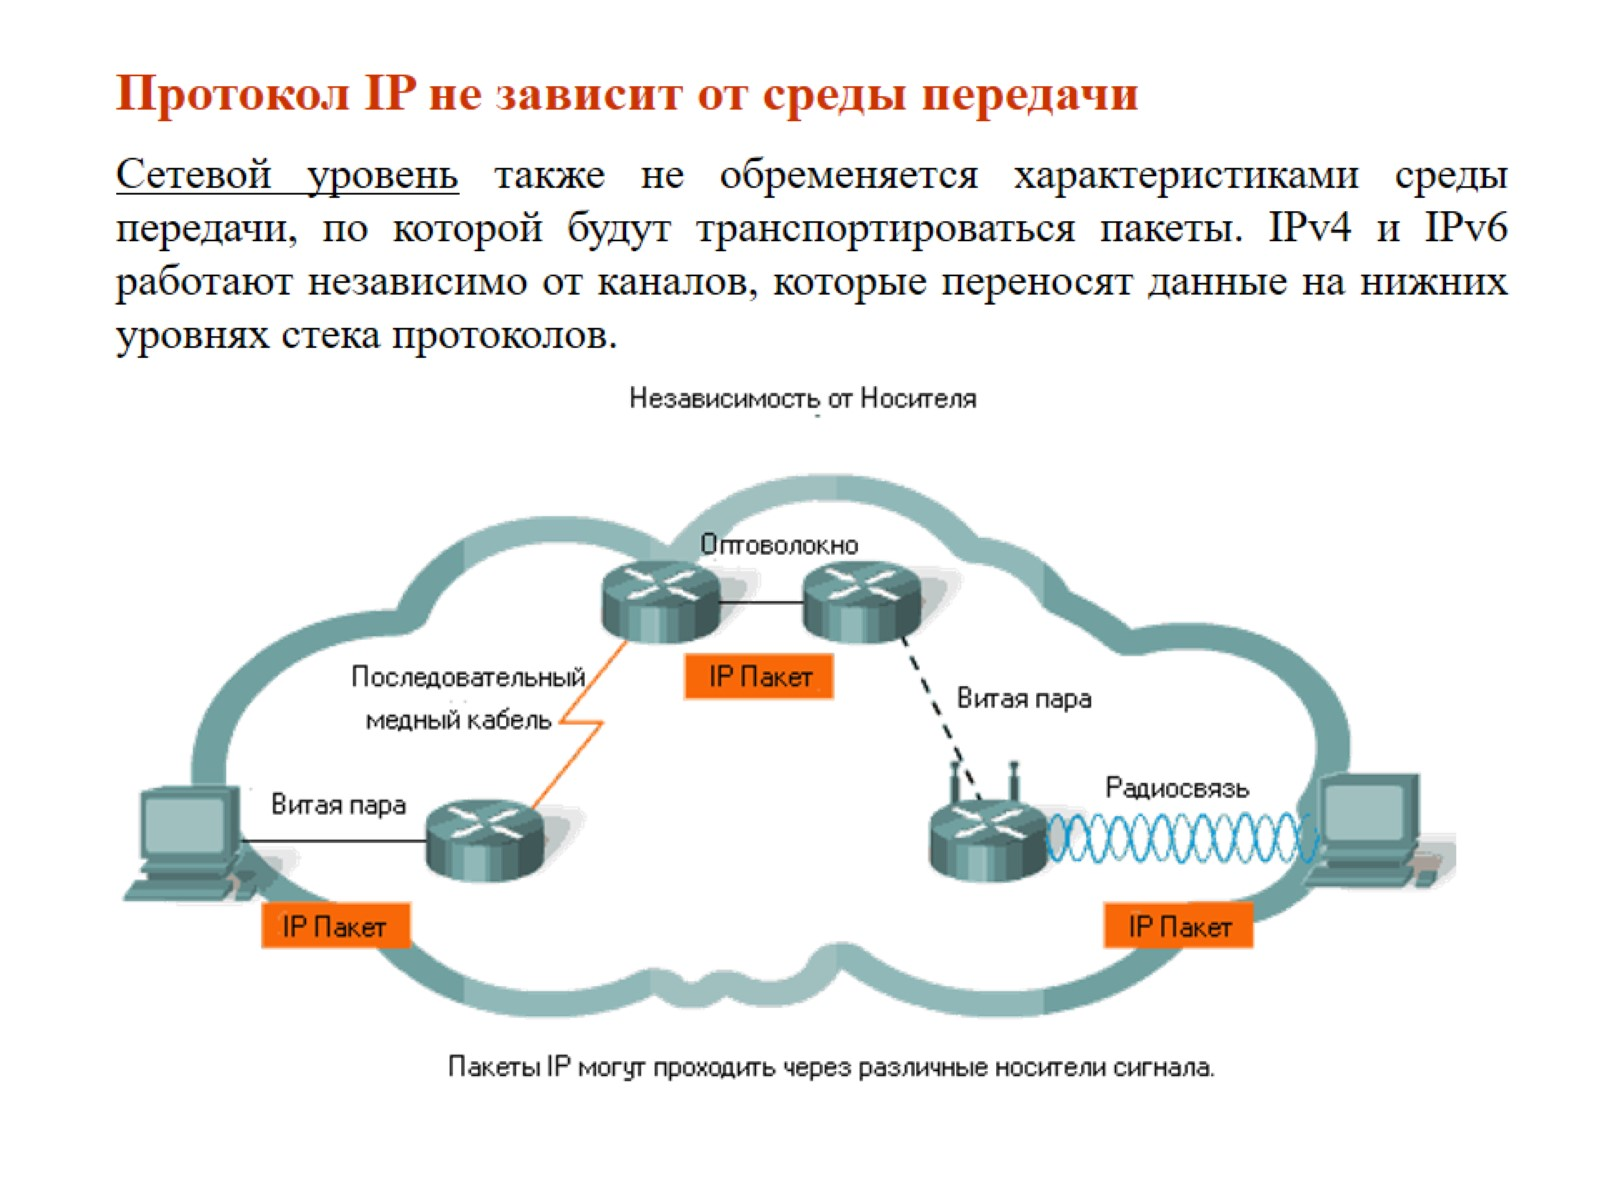 Протокол IP не зависит от среды передачи
Сетевой уровень также не обременяется характеристиками среды
передачи, по которой будут транспортироваться пакеты. IPv4 и IPv6
работают независимо от каналов, которые переносят данные на нижних
уровнях стека протоколов.
Независимость от Носителя
Оптоволокно
Последовательный
медный кабель
IP Пакет
Витая пара
Витая пара
Радиосвязь
IP Пакет
IP Пакет
Пакеты IP могут проходить через различные носители сигнала.